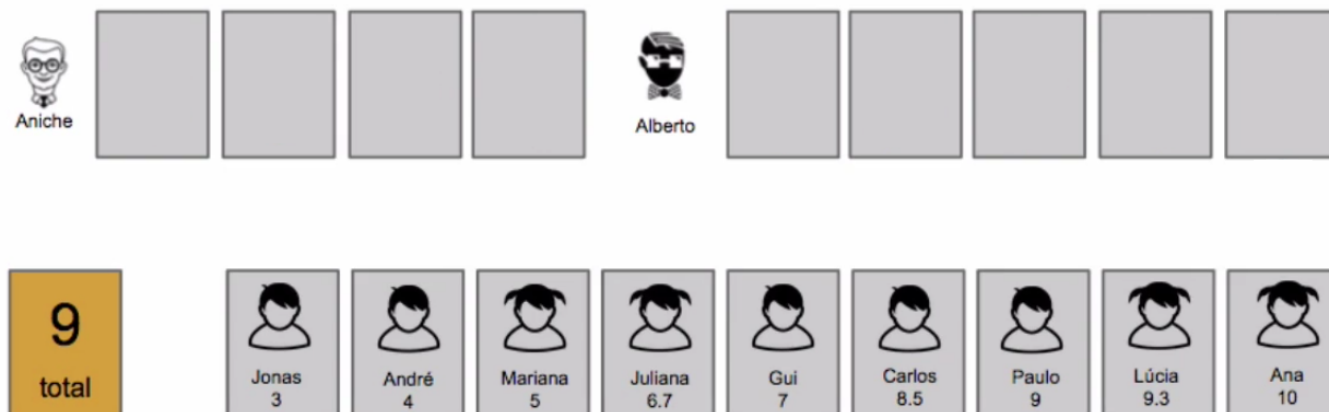 Aniche
Alberto
9
total
Jonas
3
André
4
Mariana
5
Juliana
6.7
Gui
7
Carlos
8.5
Paulo
9
Lúcia
9.3
Ana
10